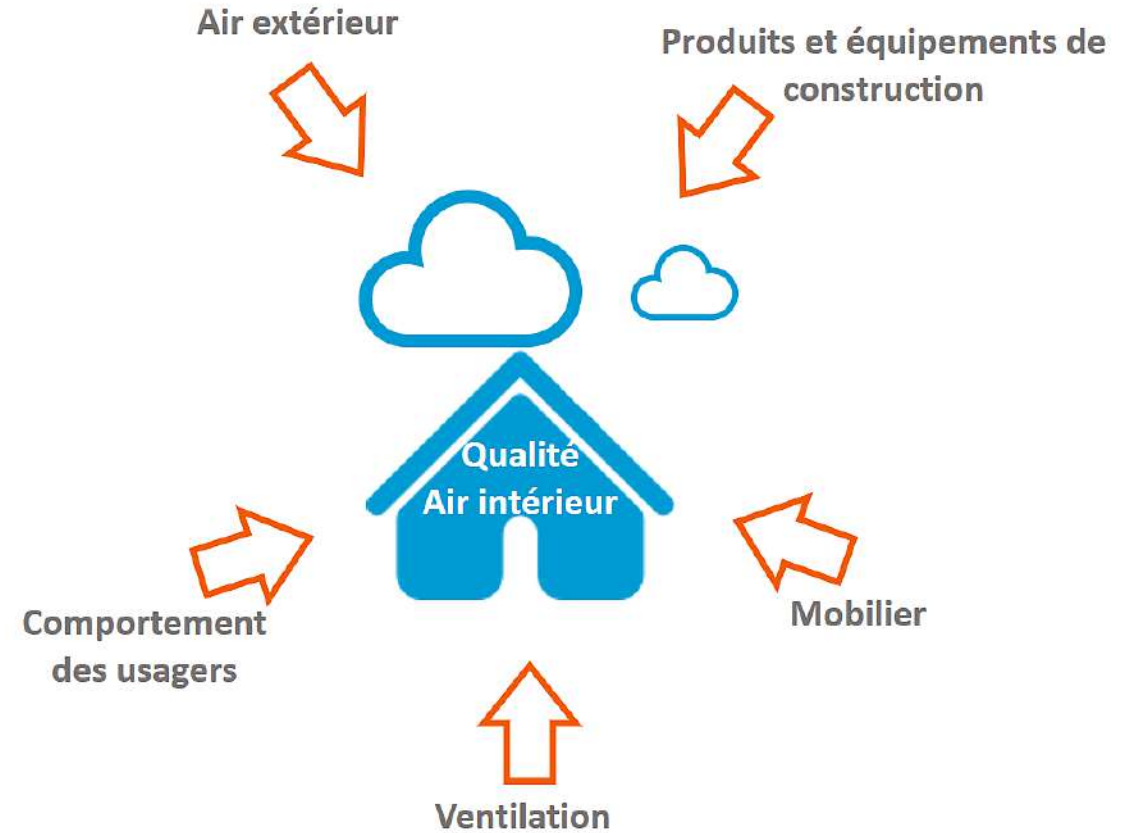 Air extérieur
Produits et équipements de
construction
Qualité
Air intérieur
Comportement
des usagers
Mobilier
Ventilation